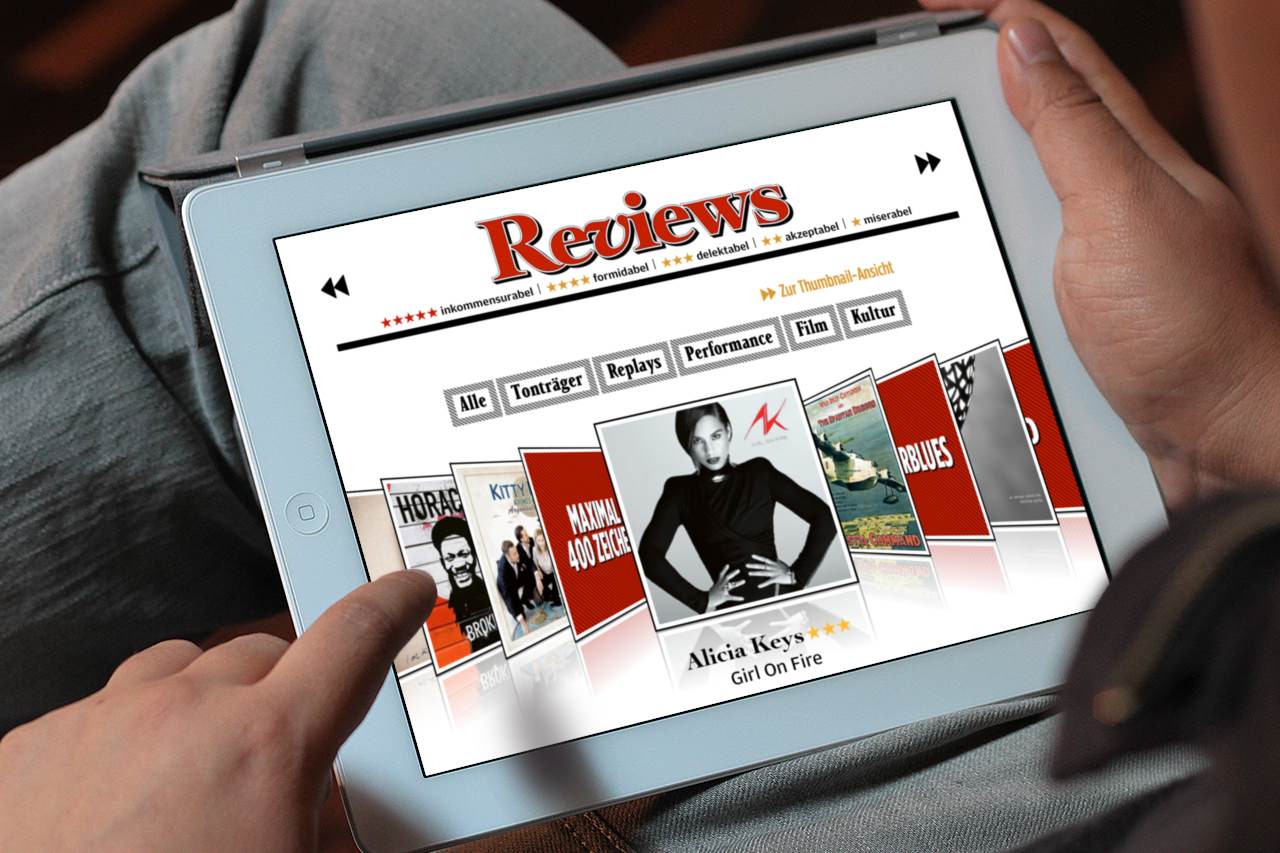 Reviews
★★★★★ inkommensurabel | ★★★★ formidabel | ★★★ delektabel | ★★ akzeptabel | ★ miserabel
Zur Thumbnail-Ansicht
Alle Tonträger Replays Performance Film Kultur
HORAC
BROK
KITTY
MAXIMAL
400 ZEICHE
AK
RBLUES
Alicia Keys ★★★
Girl On Fire